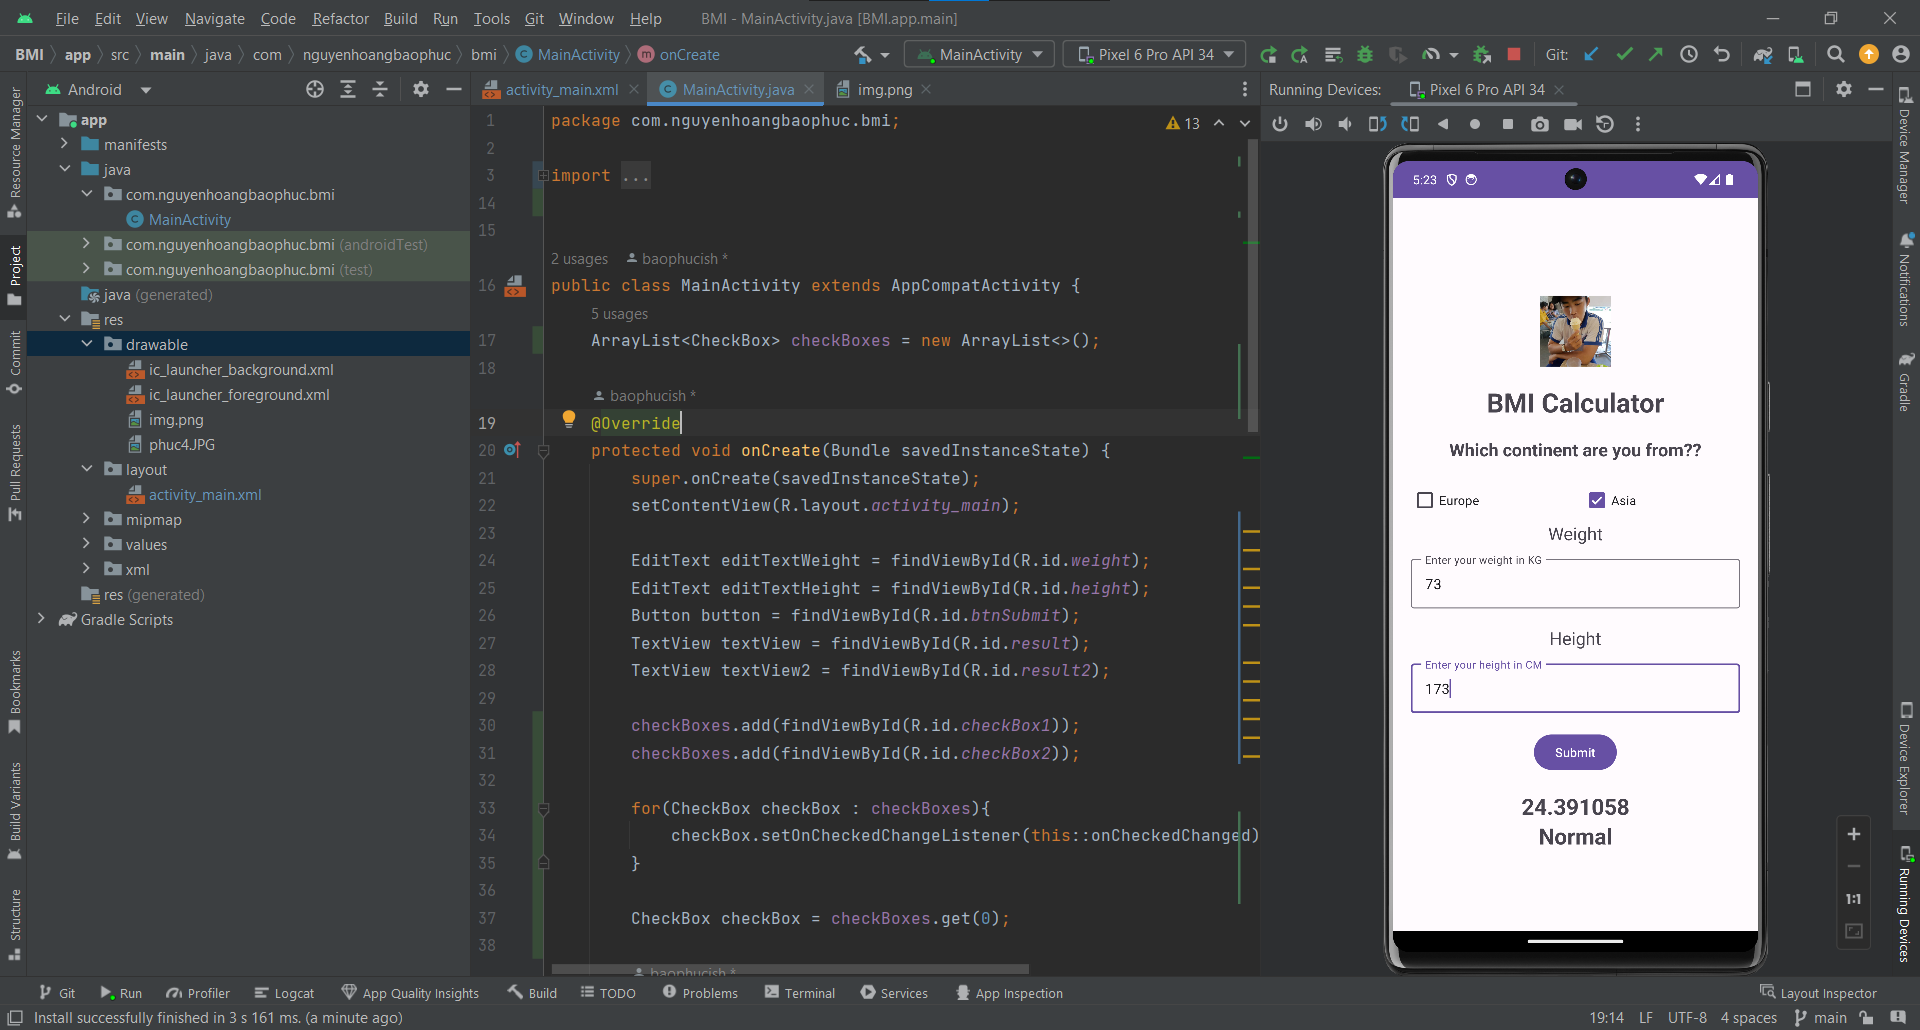 File Edit View Navigate Code Refactor Build Run Tools Git Window Help BMI - MainActivity.java [BMI.app.main]
BMI app src main java com nguyenhoangbaophuc bmi C MainActivity m onCreate MainActivity Pixel 6 Pro API 34 Git:
Android
activity_main.xml
C MainActivity.java
img.png
Running Devices: Pixel 6 Pro API 34
Resource Manager
Project
Commit
Pull Requests
Bookmarks
Build Variants
Structure
app
manifests
java
com.nguyenhoangbaophuc.bmi
C MainActivity
com.nguyenhoangbaophuc.bmi (androidTest)
com.nguyenhoangbaophuc.bmi (test)
java (generated)
res
drawable
ic_launcher_background.xml
ic_launcher_foreground.xml
img.png
phuc4.JPG
layout
activity_main.xml
mipmap
values
xml
res (generated)
Gradle Scripts
13
1 package com.nguyenhoangbaophuc.bmi;
2
3 import ...
14
15
2 usages baophucish *
16 public class MainActivity extends AppCompatActivity {
5 usages
17 ArrayList<CheckBox> checkBoxes = new ArrayList<>();
18
baophucish *
19 @Override
20 protected void onCreate(Bundle savedInstanceState) {
21 super.onCreate(savedInstanceState);
22 setContentView(R.layout.activity_main);
23
24 EditText editTextWeight = findViewById(R.id.weight);
25 EditText editTextHeight = findViewById(R.id.height);
26 Button button = findViewById(R.id.btnSubmit);
27 TextView textView = findViewById(R.id.result);
28 TextView textView2 = findViewById(R.id.result2);
29
30 checkBoxes.add(findViewById(R.id.checkBox1));
31 checkBoxes.add(findViewById(R.id.checkBox2));
32
33 for(CheckBox checkBox : checkBoxes){
34 checkBox.setOnCheckedChangeListener(this::onCheckedChanged)
35 }
36
37 CheckBox checkBox = checkBoxes.get(0);
38
baophucish *
5:23
BMI Calculator
Which continent are you from??
Europe Asia
Weight
Enter your weight in KG
73
Height
Enter your height in CM
173
Submit
24.391058
Normal
1:1
Device Manager
Notifications
Gradle
Device Explorer
Running Devices
Git Run Profiler Logcat App Quality Insights Build TODO Problems Terminal Services App Inspection Layout Inspector
Install successfully finished in 3 s 161 ms. (a minute ago) 19:14 LF UTF-8 4 spaces main